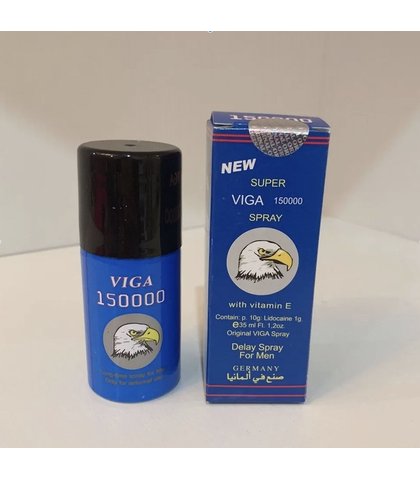 VIGA
150000
150000
NEW
SUPER
VIGA 150000
SPRAY
with vitamin E
Contain: p. 10g. Lidocaine 1g.
℮35 ml Fl. 1,2oz.
Original VIGA Spray
Delay Spray
For Men
GERMANY
صنع في ألمانيا